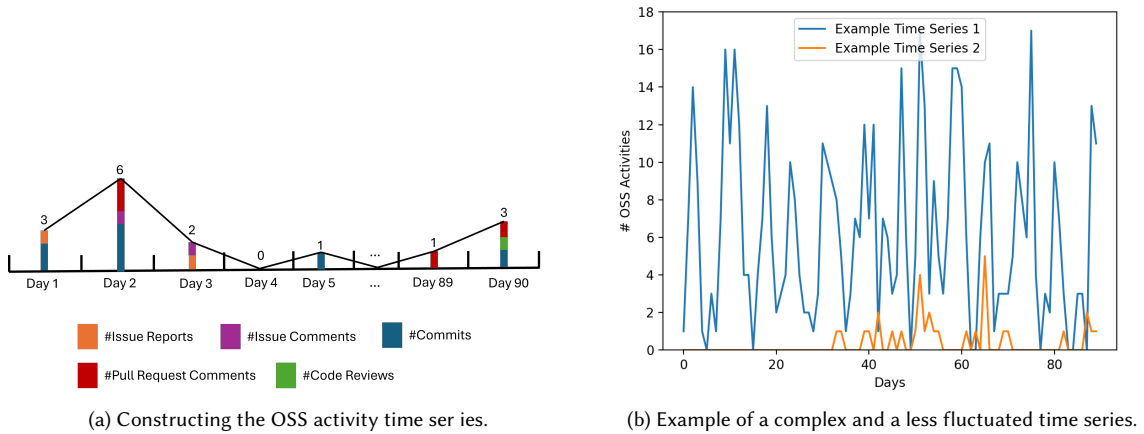 3
6
2
0
1
...
1
3
Day 1
Day 2
Day 3
Day 4
Day 5
...
Day 89
Day 90
#Issue Reports
#Issue Comments
#Commits
#Pull Request Comments
#Code Reviews
(a) Constructing the OSS activity time ser ies.
Example Time Series 1
Example Time Series 2
# OSS Activities
18
16
14
12
10
8
6
4
2
0
0
20
40
60
80
Days
(b) Example of a complex and a less fluctuated time series.